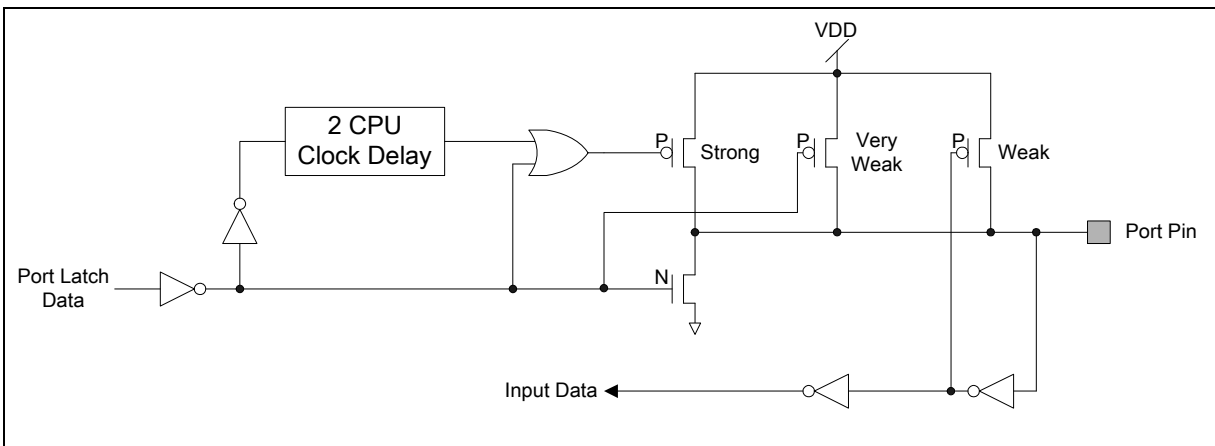 VDD
2 CPU
Clock Delay
P
Strong
P
Very
Weak
P
Weak
Port Pin
Port Latch
Data
N
Input Data